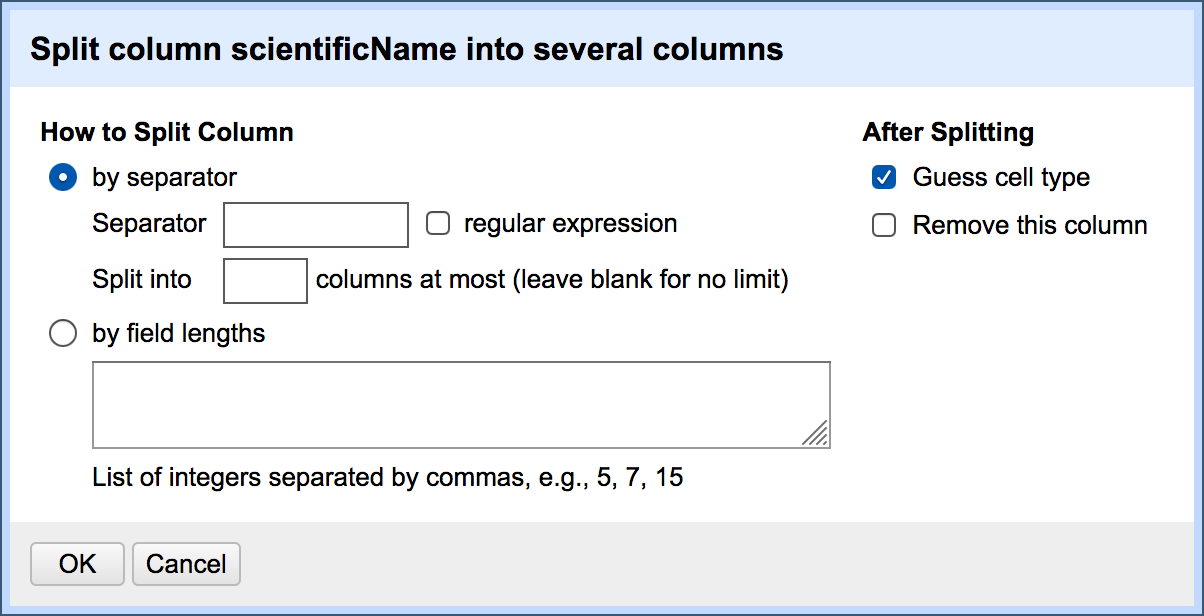 Split column scientificName into several columns
How to Split Column
by separator
Separator
regular expression
Split into
columns at most (leave blank for no limit)
by field lengths
List of integers separated by commas, e.g., 5, 7, 15
After Splitting
Guess cell type
Remove this column
OK
Cancel